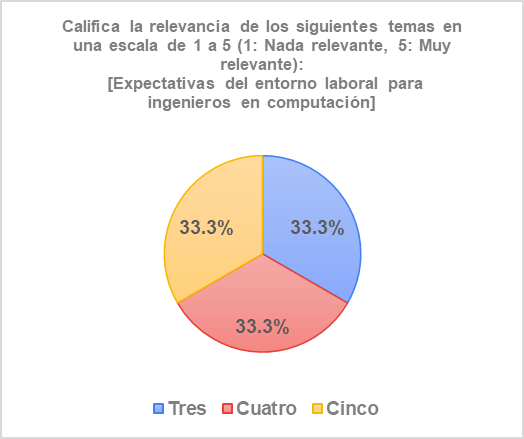 Califica la relevancia de los siguientes temas en
una escala de 1 a 5 (1: Nada relevante, 5: Muy
relevante):
[Expectativas del entorno laboral para
ingenieros en computación]
33.3%
33.3%
33.3%
Tres
Cuatro
Cinco